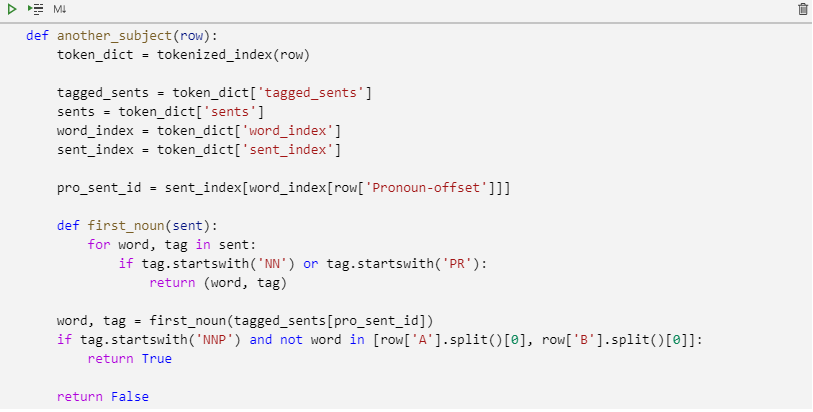 M↓
def another_subject(row):
    token_dict = tokenized_index(row)
    tagged_sents = token_dict['tagged_sents']
    sents = token_dict['sents']
    word_index = token_dict['word_index']
    sent_index = token_dict['sent_index']
    pro_sent_id = sent_index[word_index[row['Pronoun-offset']]]
    def first_noun(sent):
        for word, tag in sent:
            if tag.startswith('NN') or tag.startswith('PR'):
                return (word, tag)
    word, tag = first_noun(tagged_sents[pro_sent_id])
    if tag.startswith('NNP') and not word in [row['A'].split()[0], row['B'].split()[0]]:
        return True
    return False